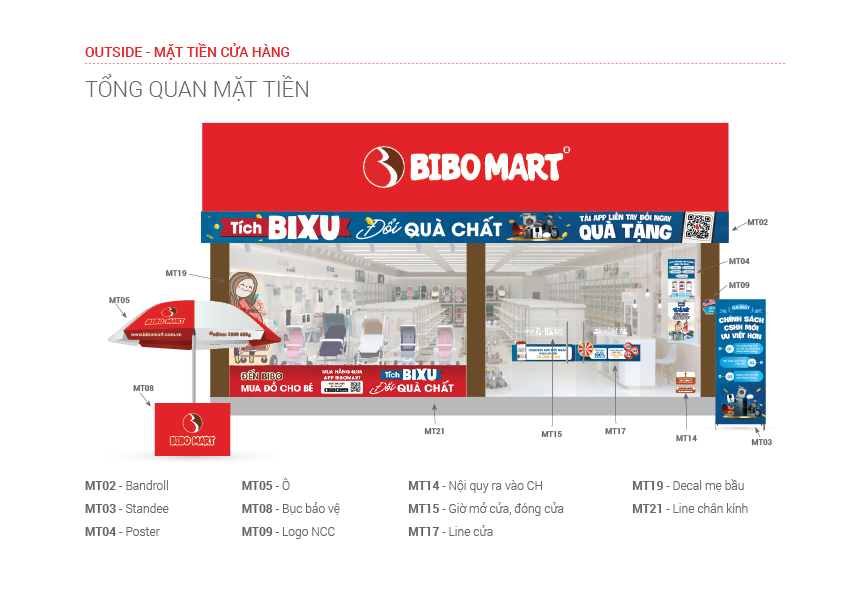 OUTSIDE - MẶT TIỀN CỬA HÀNG
TỔNG QUAN MẶT TIỀN
BIBO MART®
Tích BIXU Đổi QUÀ CHẤT
TẢI APP LIỀN TAY ĐỔI NGAY
QUÀ TẶNG
MT02
MT04
MT19
MT09
MT05
BIBO MART
www.bibomart.com.vn
Hotline: 1800 6886
CHÍNH SÁCH
CSHH MỚI
ƯU VIỆT HƠN
ĐẾN BIBO
MUA ĐỒ CHO BÉ
MUA HÀNG QUA
APP BIBOMART
Tích BIXU
Đổi QUÀ CHẤT
MT08
BIBO MART
MT21
MT15
MT17
MT14
MT03
MT02 - Bandroll
MT05 - Ô
MT14 - Nội quy ra vào CH
MT19 - Decal mẹ bầu
MT03 - Standee
MT08 - Bục bảo vệ
MT15 - Giờ mở cửa, đóng cửa
MT21 - Line chân kính
MT04 - Poster
MT09 - Logo NCC
MT17 - Line cửa